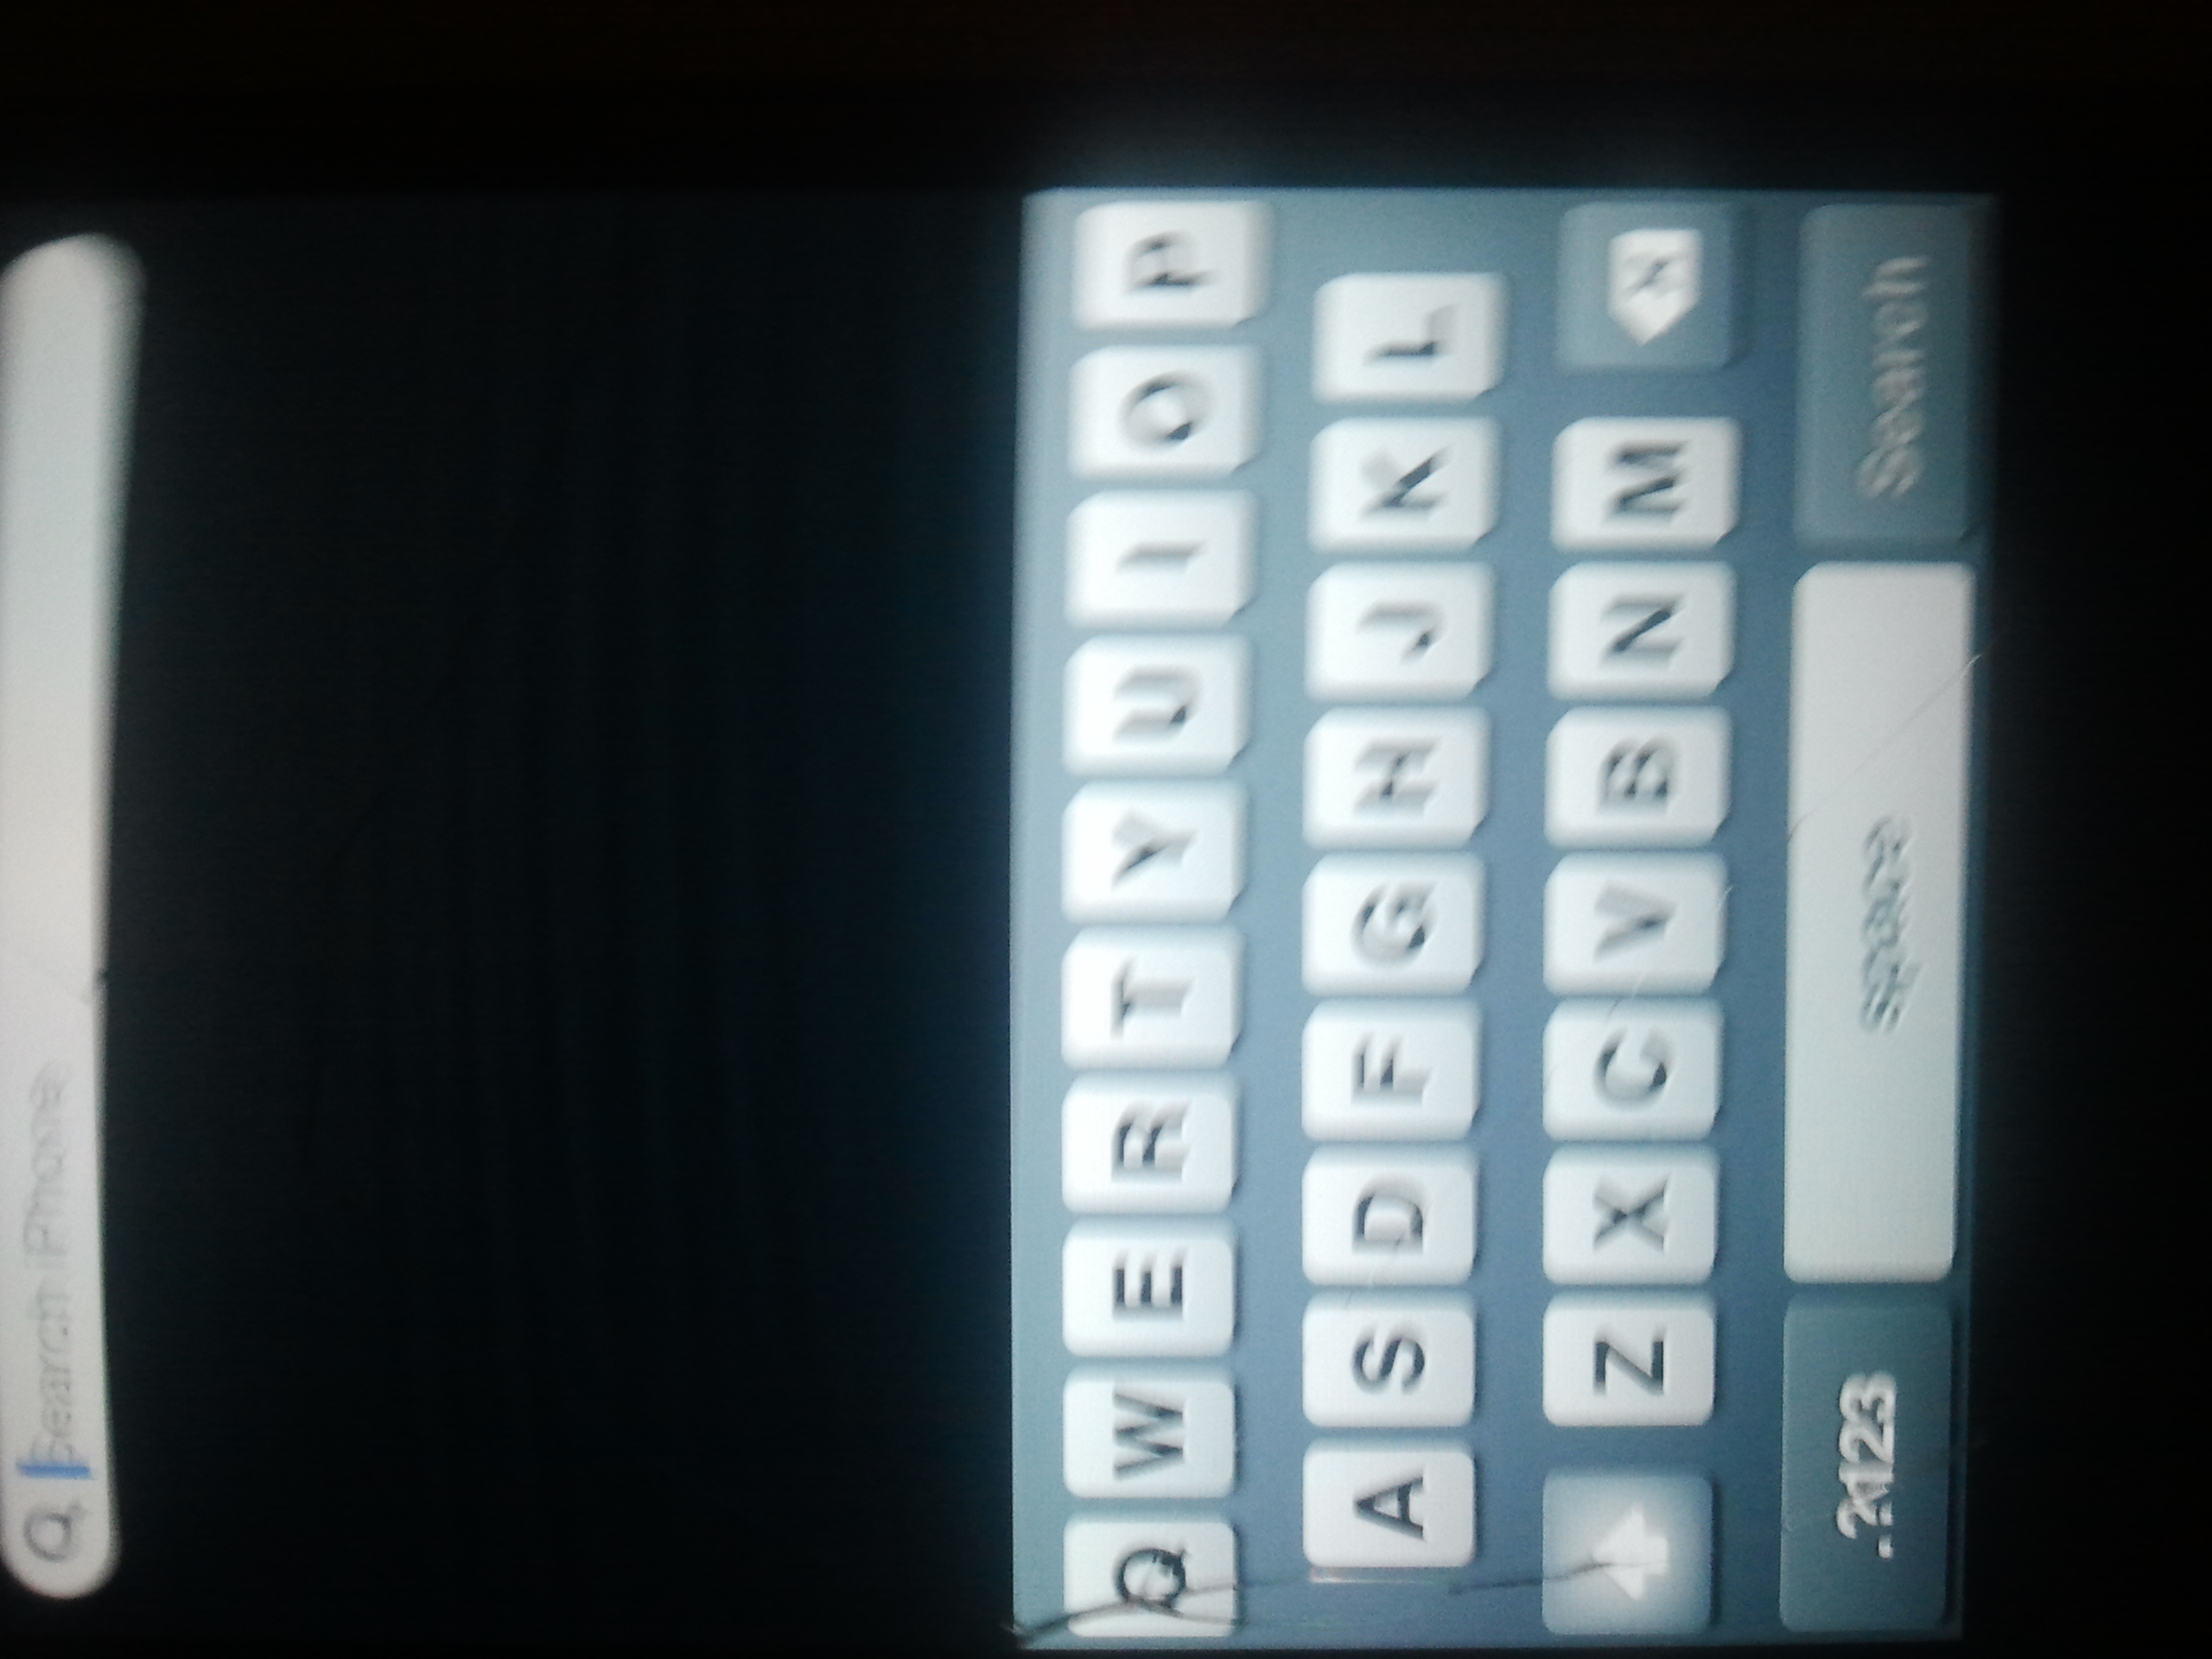 Search iPhone
Q W E R T Y U I O P
A S D F G H J K L
Z X C V B N M
.?123 space Search